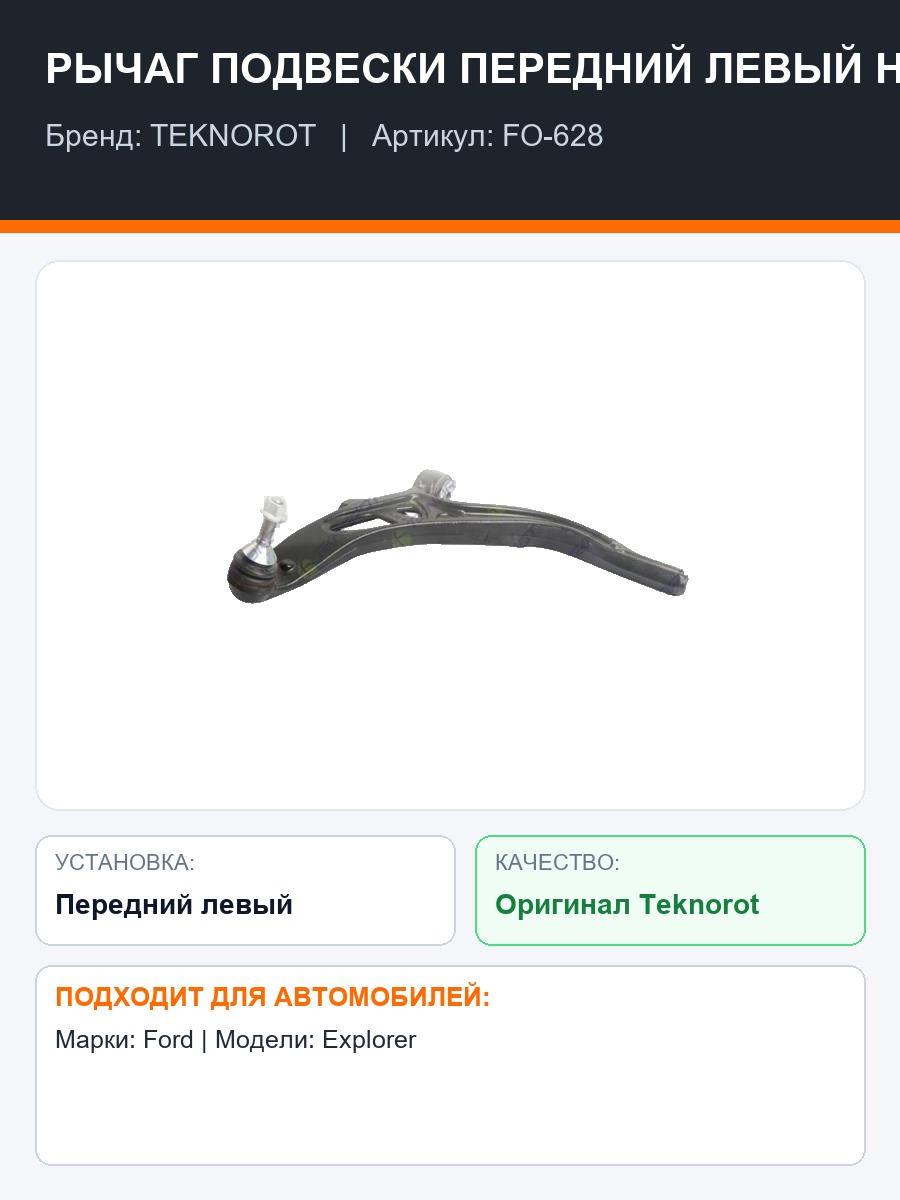 РЫЧАГ ПОДВЕСКИ ПЕРЕДНИЙ ЛЕВЫЙ Н
Бренд: TEKNOROT | Артикул: FO-628
УСТАНОВКА:
Передний левый
КАЧЕСТВО:
Оригинал Teknorot
ПОДХОДИТ ДЛЯ АВТОМОБИЛЕЙ:
Марки: Ford | Модели: Explorer